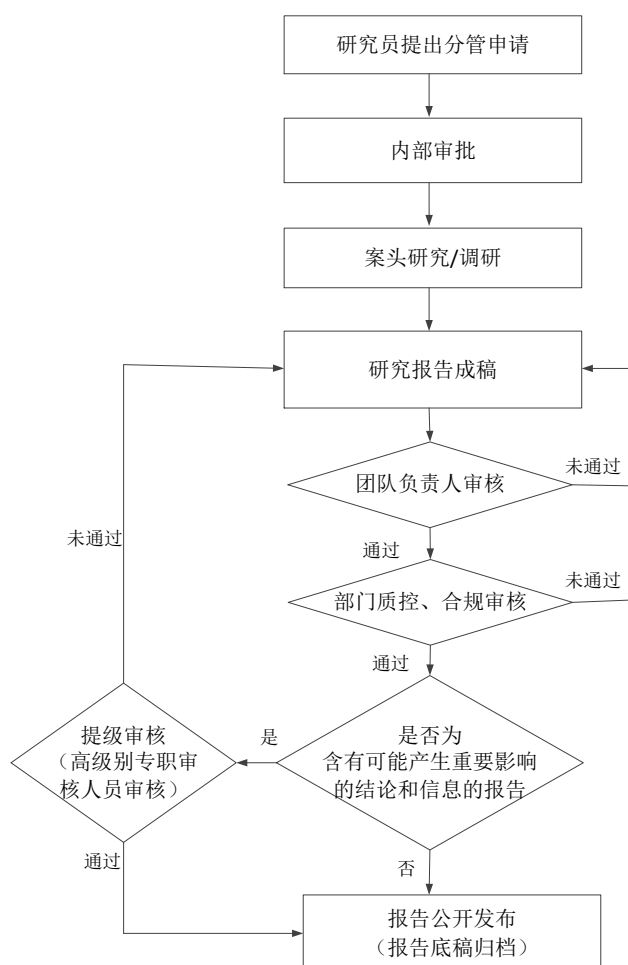 研究员提出分管申请
内部审批
案头研究/调研
研究报告成稿
团队负责人审核
未通过
未通过
通过
部门质控、合规审核
未通过
通过
提级审核
（高级别专职审
核人员审核）
是
是否为
含有可能产生重要影响
的结论和信息的报告
通过
否
报告公开发布
（报告底稿归档）